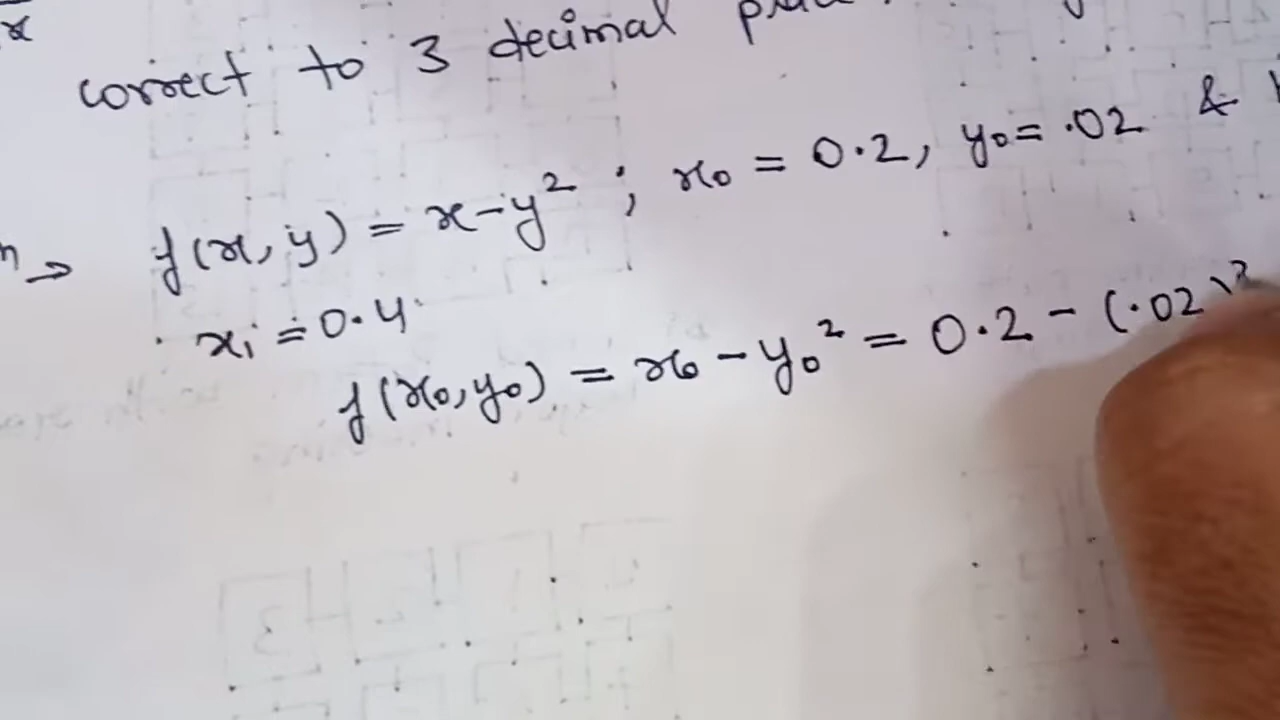 x
correct to 3 decimal
f(x, y) = x-y² ; x₀ = 0.2, y₀= .02 &
x₁ = 0.4
f(x₀,y₀) = x₀ - y₀² = 0.2 - (.02)²